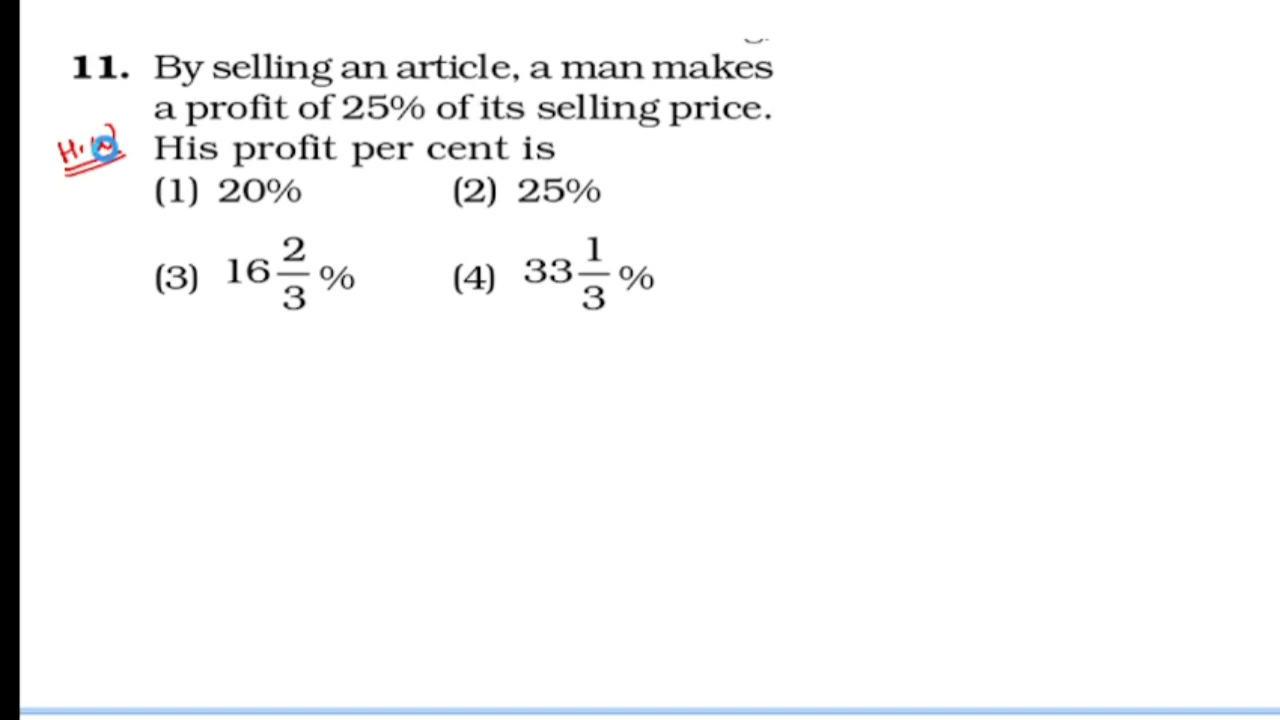 11. By selling an article, a man makes
a profit of 25% of its selling price.
H.W His profit per cent is
(1) 20% (2) 25%
(3) 16 2/3 % (4) 33 1/3 %